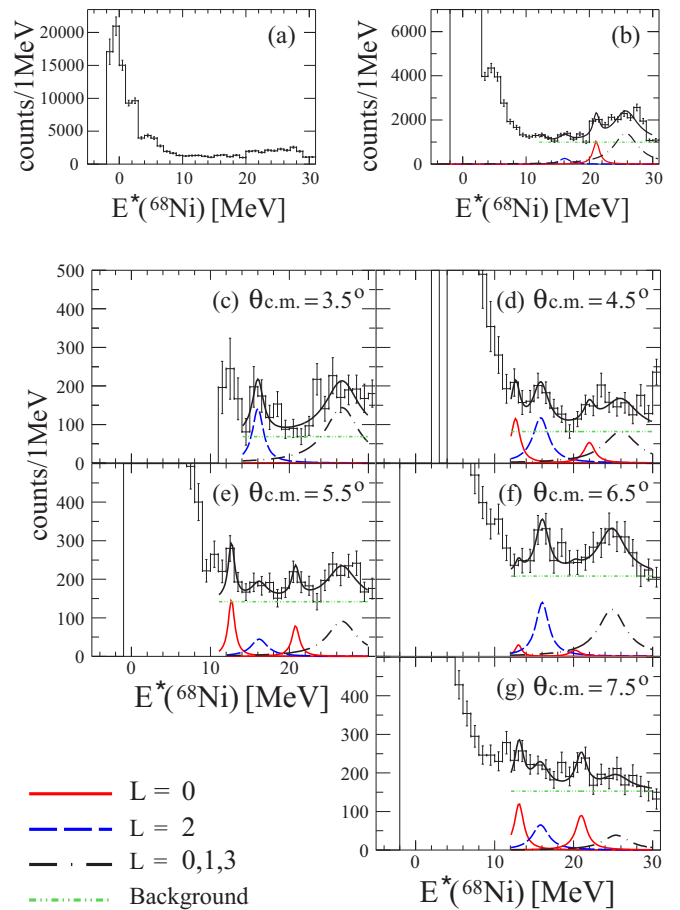 (a)
counts/1MeV
20000
15000
10000
5000
0
0 10 20 30
E*(⁶⁸Ni) [MeV]
(b)
counts/1MeV
6000
4000
2000
0
0 10 20 30
E*(⁶⁸Ni) [MeV]
(c) θc.m. = 3.5°
(d) θc.m. = 4.5°
500
400
300
200
100
0
counts/1MeV
(e) θc.m. = 5.5°
(f) θc.m. = 6.5°
400
300
200
100
0
0 10 20
E*(⁶⁸Ni) [MeV]
(g) θc.m. = 7.5°
400
300
200
100
0
0 10 20 30
E*(⁶⁸Ni) [MeV]
L = 0
L = 2
L = 0,1,3
Background